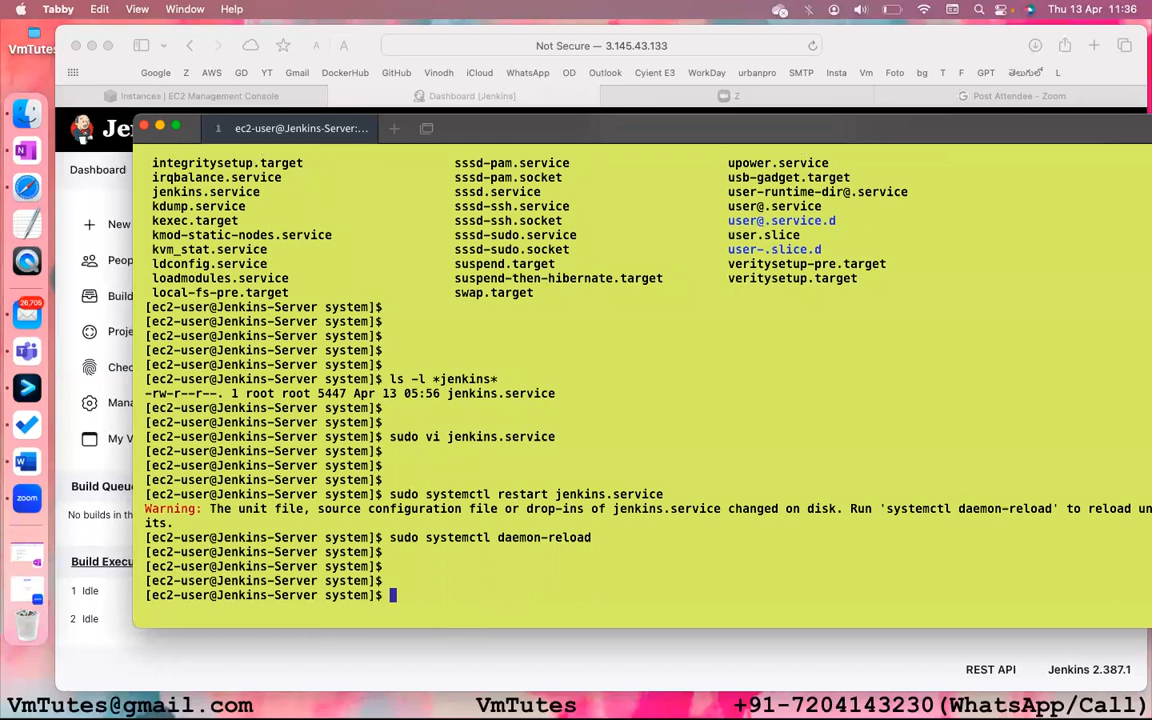 Tabby Edit View Window Help Thu 13 Apr 11:36
VmTutes
Not Secure — 3.145.43.133
Google Z AWS GD YT Gmail DockerHub GitHub Vinodh iCloud WhatsApp OD Outlook Cyient E3 WorkDay urbanpro SMTP Insta Vm Foto bg T F GPT తెలుగులో L
Instances | EC2 Management Console Dashboard [Jenkins] Z Post Attendee - Zoom
Je
1 ec2-user@Jenkins-Server:...
Dashboard
New
Peop
Build
Proje
Chec
Mana
My V
Build Queu
No builds in th
Build Exec
1 Idle
2 Idle
26,705
zoom
integritysetup.target sssd-pam.service upower.service
irqbalance.service sssd-pam.socket usb-gadget.target
jenkins.service sssd.service user-runtime-dir@.service
kdump.service sssd-ssh.service user@.service
kexec.target sssd-ssh.socket user@.service.d
kmod-static-nodes.service sssd-sudo.service user.slice
kvm_stat.service sssd-sudo.socket user-.slice.d
ldconfig.service suspend.target veritysetup-pre.target
loadmodules.service suspend-then-hibernate.target veritysetup.target
local-fs-pre.target swap.target
[ec2-user@Jenkins-Server system]$
[ec2-user@Jenkins-Server system]$
[ec2-user@Jenkins-Server system]$
[ec2-user@Jenkins-Server system]$
[ec2-user@Jenkins-Server system]$
[ec2-user@Jenkins-Server system]$ ls -l *jenkins*
-rw-r--r--. 1 root root 5447 Apr 13 05:56 jenkins.service
[ec2-user@Jenkins-Server system]$
[ec2-user@Jenkins-Server system]$
[ec2-user@Jenkins-Server system]$ sudo vi jenkins.service
[ec2-user@Jenkins-Server system]$
[ec2-user@Jenkins-Server system]$
[ec2-user@Jenkins-Server system]$
[ec2-user@Jenkins-Server system]$ sudo systemctl restart jenkins.service
Warning: The unit file, source configuration file or drop-ins of jenkins.service changed on disk. Run 'systemctl daemon-reload' to reload un
its.
[ec2-user@Jenkins-Server system]$ sudo systemctl daemon-reload
[ec2-user@Jenkins-Server system]$
[ec2-user@Jenkins-Server system]$
[ec2-user@Jenkins-Server system]$
[ec2-user@Jenkins-Server system]$
REST API Jenkins 2.387.1
VmTutes@gmail.com VmTutes +91-7204143230(WhatsApp/Call)